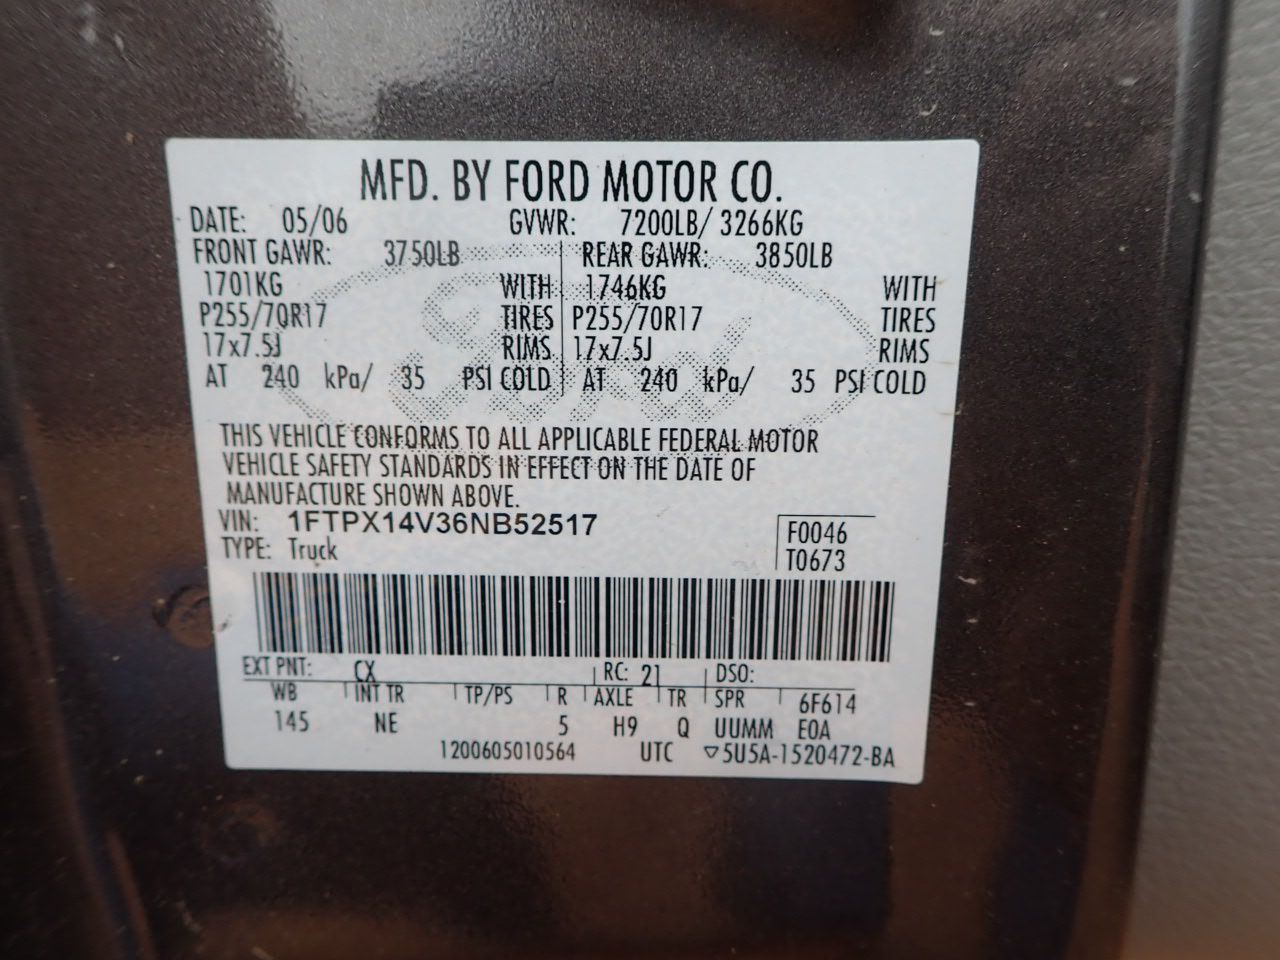 MFD. BY FORD MOTOR CO.
DATE: 05/06 GVWR: 7200LB/ 3266KG
FRONT GAWR: 3750LB REAR GAWR: 3850LB
1701KG WITH 1746KG WITH
P255/70R17 TIRES P255/70R17 TIRES
17x7.5J RIMS 17x7.5J RIMS
AT 240 kPa/ 35 PSI COLD AT 240 kPa/ 35 PSI COLD
Ford
THIS VEHICLE CONFORMS TO ALL APPLICABLE FEDERAL MOTOR
VEHICLE SAFETY STANDARDS IN EFFECT ON THE DATE OF
MANUFACTURE SHOWN ABOVE.
VIN: 1FTPX14V36NB52517 F0046
TYPE: Truck T0673
EXT PNT: CX RC: 21 DSO:
WB INT TR TP/PS R AXLE TR SPR 6F614
145 NE 5 H9 Q UUMM E0A
1200605010564 UTC ▽5U5A-1520472-BA